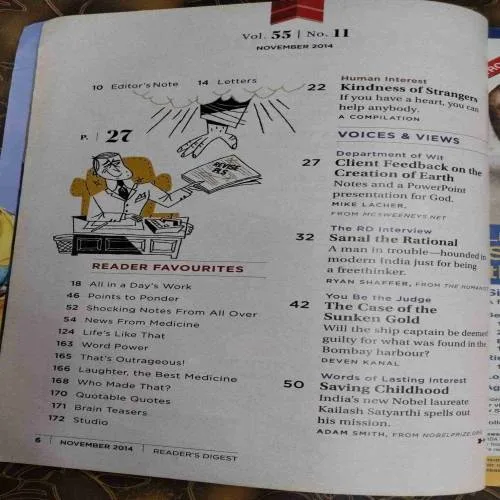 Vol. 55 | No. 11
NOVEMBER 2014
10 Editor's Note 14 Letters
P. | 27
REVISE
PLS
READER FAVOURITES
18 All in a Day's Work
46 Points to Ponder
52 Shocking Notes From All Over
54 News From Medicine
124 Life's Like That
163 Word Power
165 That's Outrageous!
166 Laughter, the Best Medicine
168 Who Made That?
170 Quotable Quotes
171 Brain Teasers
172 Studio
6 | NOVEMBER 2014 | READER'S DIGEST
Human Interest
22 Kindness of Strangers
If you have a heart, you can
help anybody.
A COMPILATION
VOICES & VIEWS
Department of Wit
27 Client Feedback on the
Creation of Earth
Notes and a PowerPoint
presentation for God.
MIKE LACHER,
FROM MCSWEENEYS.NET
The RD Interview
32 Sanal the Rational
A man in trouble—hounded in
modern India just for being
a freethinker.
RYAN SHAFFER, FROM THE HUMANIST
You Be the Judge
42 The Case of the
Sunken Gold
Will the ship captain be deemed
guilty for what was found in the
Bombay harbour?
DEVEN KANAL
Words of Lasting Interest
50 Saving Childhood
India's new Nobel laureate
Kailash Satyarthi spells out
his mission.
ADAM SMITH, FROM NOBELPRIZE.ORG